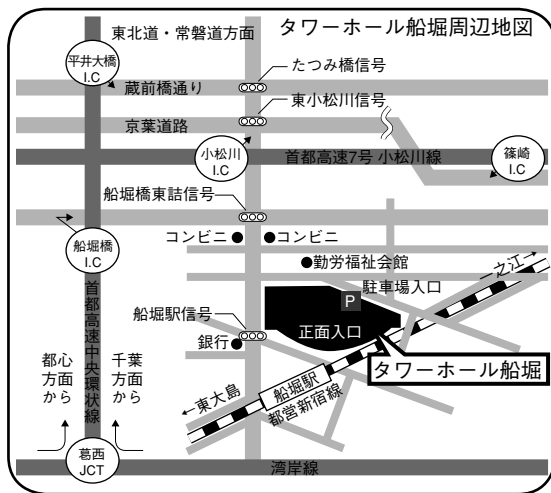 タワーホール船堀周辺地図
東北道・常磐道方面
平井大橋
I.C
たつみ橋信号
蔵前橋通り
東小松川信号
京葉道路
小松川
I.C
首都高速7号 小松川線
篠崎
I.C
船堀橋東詰信号
コンビニ
コンビニ
船堀橋
I.C
勤労福祉会館
一之江→
駐車場入口
P
首都高速中央環状線
船堀駅信号
正面入口
銀行
タワーホール船堀
都心
方面
から
千葉
方面
から
船堀駅
都営新宿線
←東大島
葛西
JCT
湾岸線